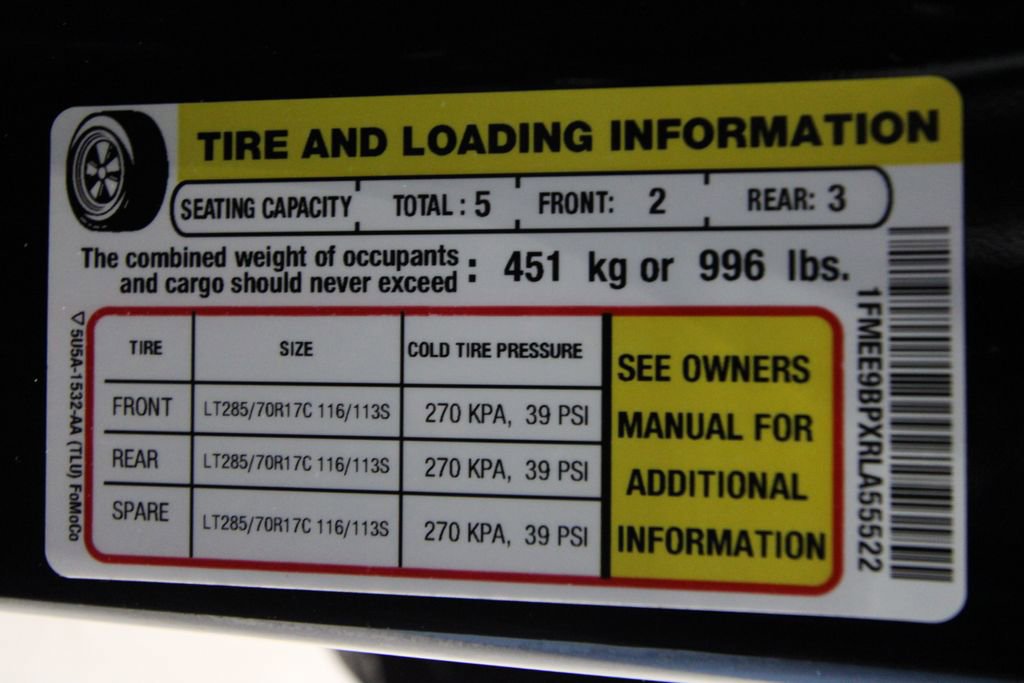 TIRE AND LOADING INFORMATION
SEATING CAPACITY TOTAL : 5 FRONT: 2 REAR: 3
The combined weight of occupants
and cargo should never exceed : 451 kg or 996 lbs.
TIRE SIZE COLD TIRE PRESSURE
FRONT LT285/70R17C 116/113S 270 KPA, 39 PSI
REAR LT285/70R17C 116/113S 270 KPA, 39 PSI
SPARE LT285/70R17C 116/113S 270 KPA, 39 PSI
SEE OWNERS
MANUAL FOR
ADDITIONAL
INFORMATION
5U5A-1532-AA (TLU) FoMoCo
1FMEE9BPXRLA55522